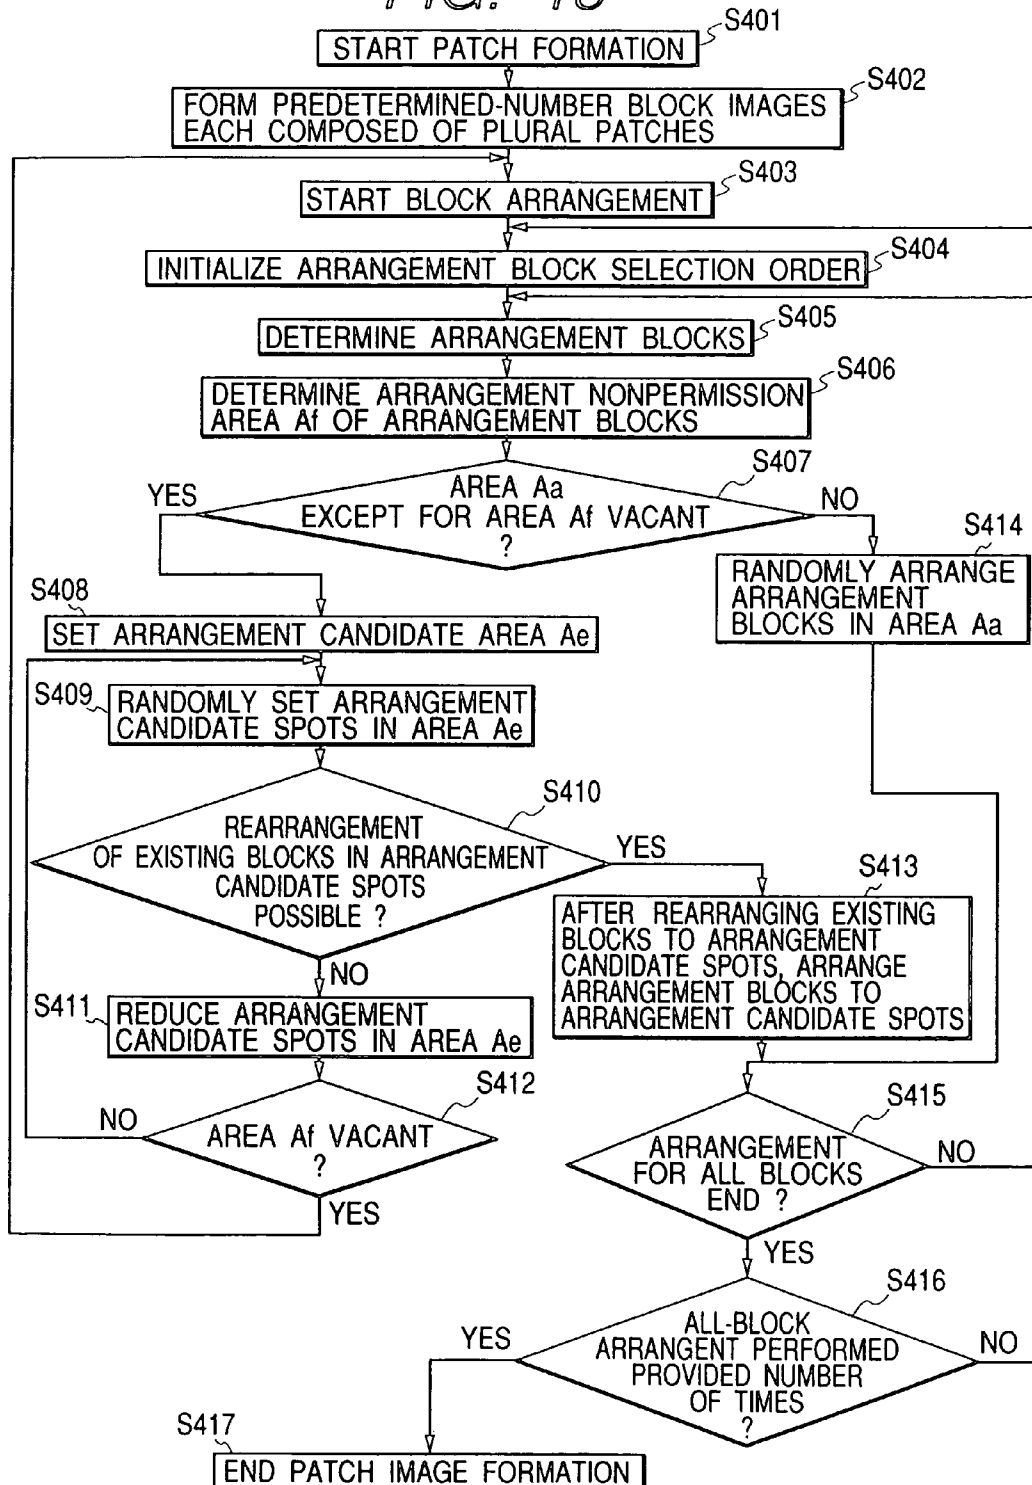 S401
START PATCH FORMATION
S402
FORM PREDETERMINED-NUMBER BLOCK IMAGES
EACH COMPOSED OF PLURAL PATCHES
S403
START BLOCK ARRANGEMENT
S404
INITIALIZE ARRANGEMENT BLOCK SELECTION ORDER
S405
DETERMINE ARRANGEMENT BLOCKS
S406
DETERMINE ARRANGEMENT NONPERMISSION
AREA Af OF ARRANGEMENT BLOCKS
S407
AREA Aa
EXCEPT FOR AREA Af VACANT
?
YES
NO
S414
RANDOMLY ARRANGE
ARRANGEMENT
BLOCKS IN AREA Aa
S408
SET ARRANGEMENT CANDIDATE AREA Ae
S409
RANDOMLY SET ARRANGEMENT
CANDIDATE SPOTS IN AREA Ae
S410
REARRANGEMENT
OF EXISTING BLOCKS IN ARRANGEMENT
CANDIDATE SPOTS
POSSIBLE ?
YES
NO
S413
AFTER REARRANGING EXISTING
BLOCKS TO ARRANGEMENT
CANDIDATE SPOTS, ARRANGE
ARRANGEMENT BLOCKS TO
ARRANGEMENT CANDIDATE SPOTS
S411
REDUCE ARRANGEMENT
CANDIDATE SPOTS IN AREA Ae
S412
AREA Af VACANT
?
NO
YES
S415
ARRANGEMENT
FOR ALL BLOCKS
END ?
NO
YES
S416
ALL-BLOCK
ARRANGENT PERFORMED
PROVIDED NUMBER
OF TIMES
?
YES
NO
S417
END PATCH IMAGE FORMATION